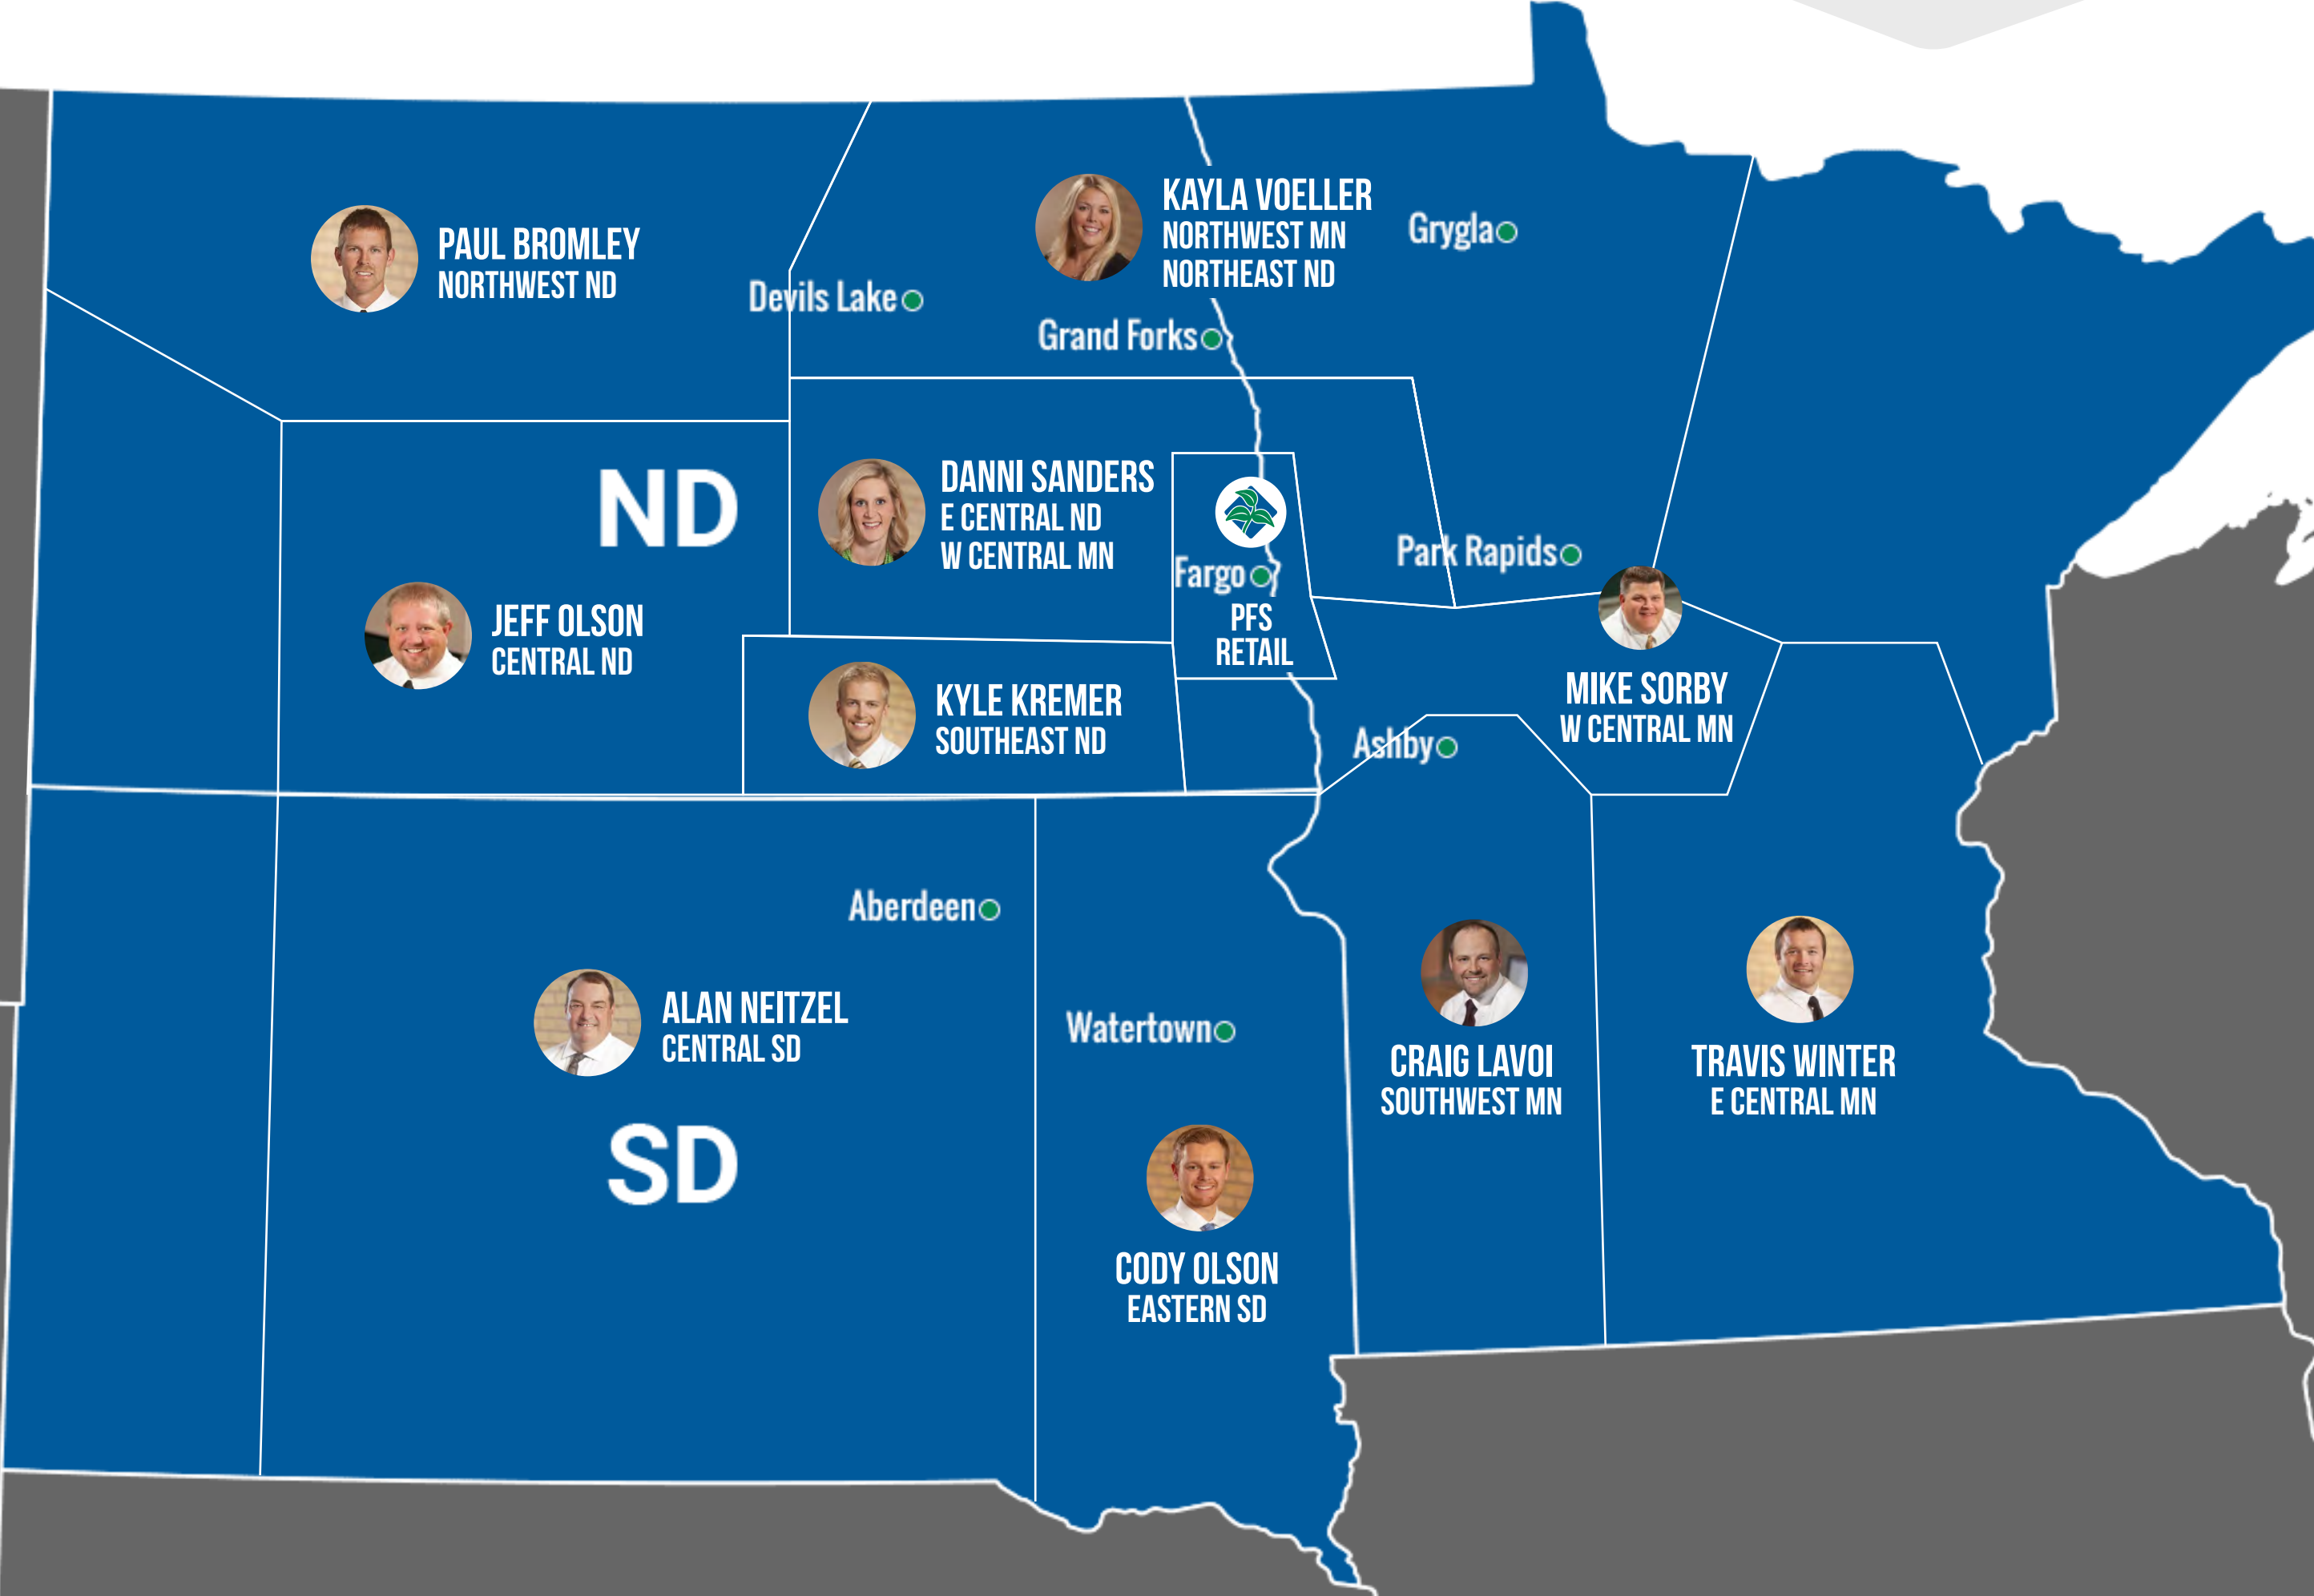 KAYLA VOELLER
NORTHWEST MN
NORTHEAST ND
Grygla
PAUL BROMLEY
NORTHWEST ND
Devils Lake
Grand Forks
ND
DANNI SANDERS
E CENTRAL ND
W CENTRAL MN
Fargo
PFS
RETAIL
Park Rapids
JEFF OLSON
CENTRAL ND
KYLE KREMER
SOUTHEAST ND
MIKE SORBY
W CENTRAL MN
Ashby
Aberdeen
ALAN NEITZEL
CENTRAL SD
Watertown
CRAIG LAVOI
SOUTHWEST MN
TRAVIS WINTER
E CENTRAL MN
SD
CODY OLSON
EASTERN SD